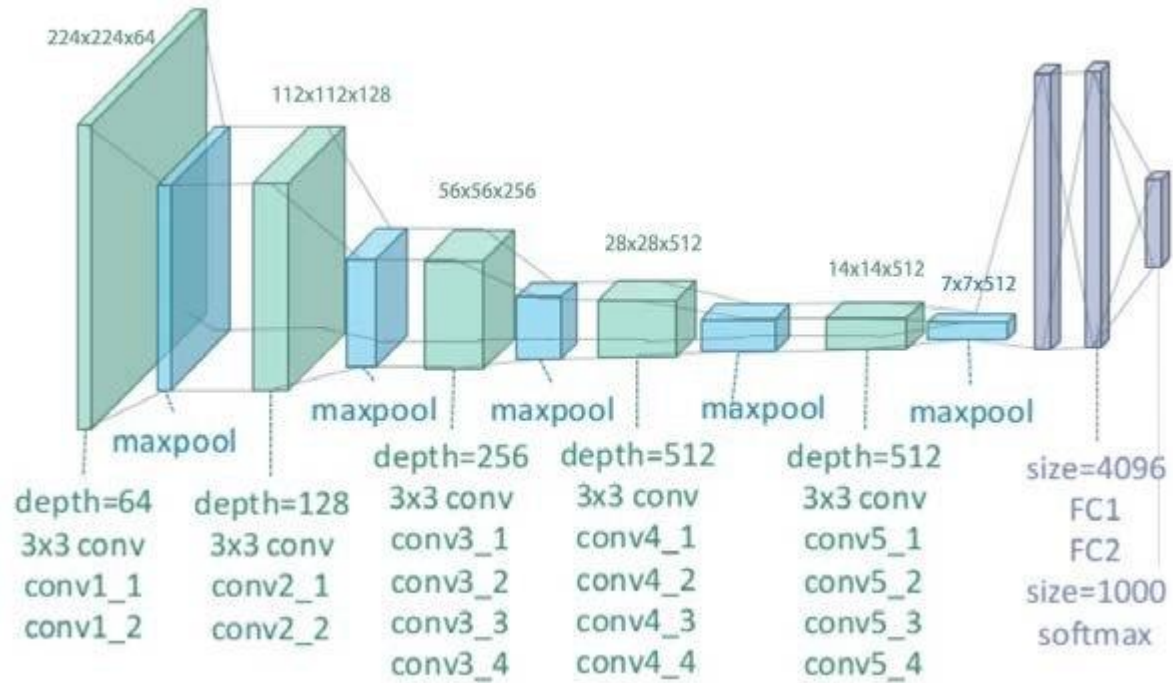 224x224x64
112x112x128
56x56x256
28x28x512
14x14x512
7x7x512
maxpool
maxpool
maxpool
maxpool
maxpool
depth=64
3x3 conv
conv1_1
conv1_2
depth=128
3x3 conv
conv2_1
conv2_2
depth=256
3x3 conv
conv3_1
conv3_2
conv3_3
conv3_4
depth=512
3x3 conv
conv4_1
conv4_2
conv4_3
conv4_4
depth=512
3x3 conv
conv5_1
conv5_2
conv5_3
conv5_4
size=4096
FC1
FC2
size=1000
softmax